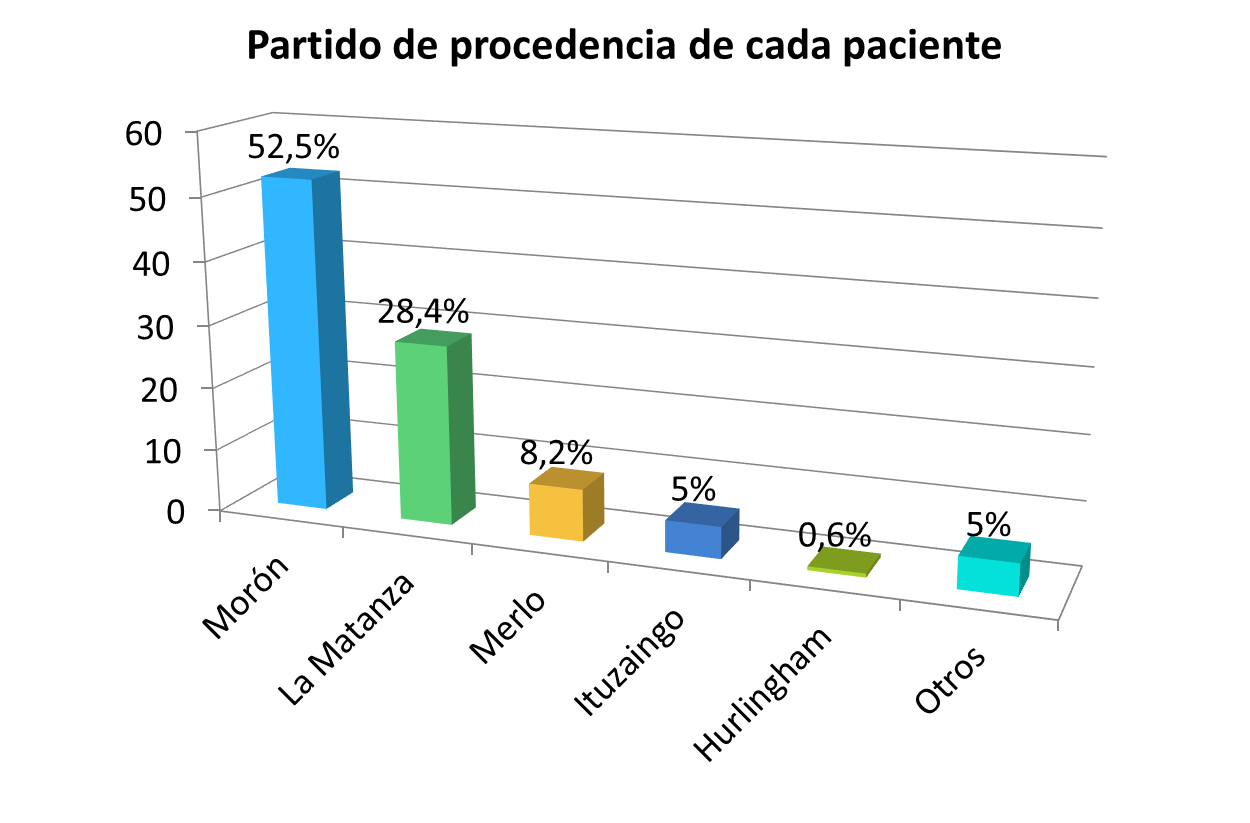 Partido de procedencia de cada paciente
60
50
40
30
20
10
0
52,5%
28,4%
8,2%
5%
0,6%
5%
Morón
La Matanza
Merlo
Ituzaingo
Hurlingham
Otros